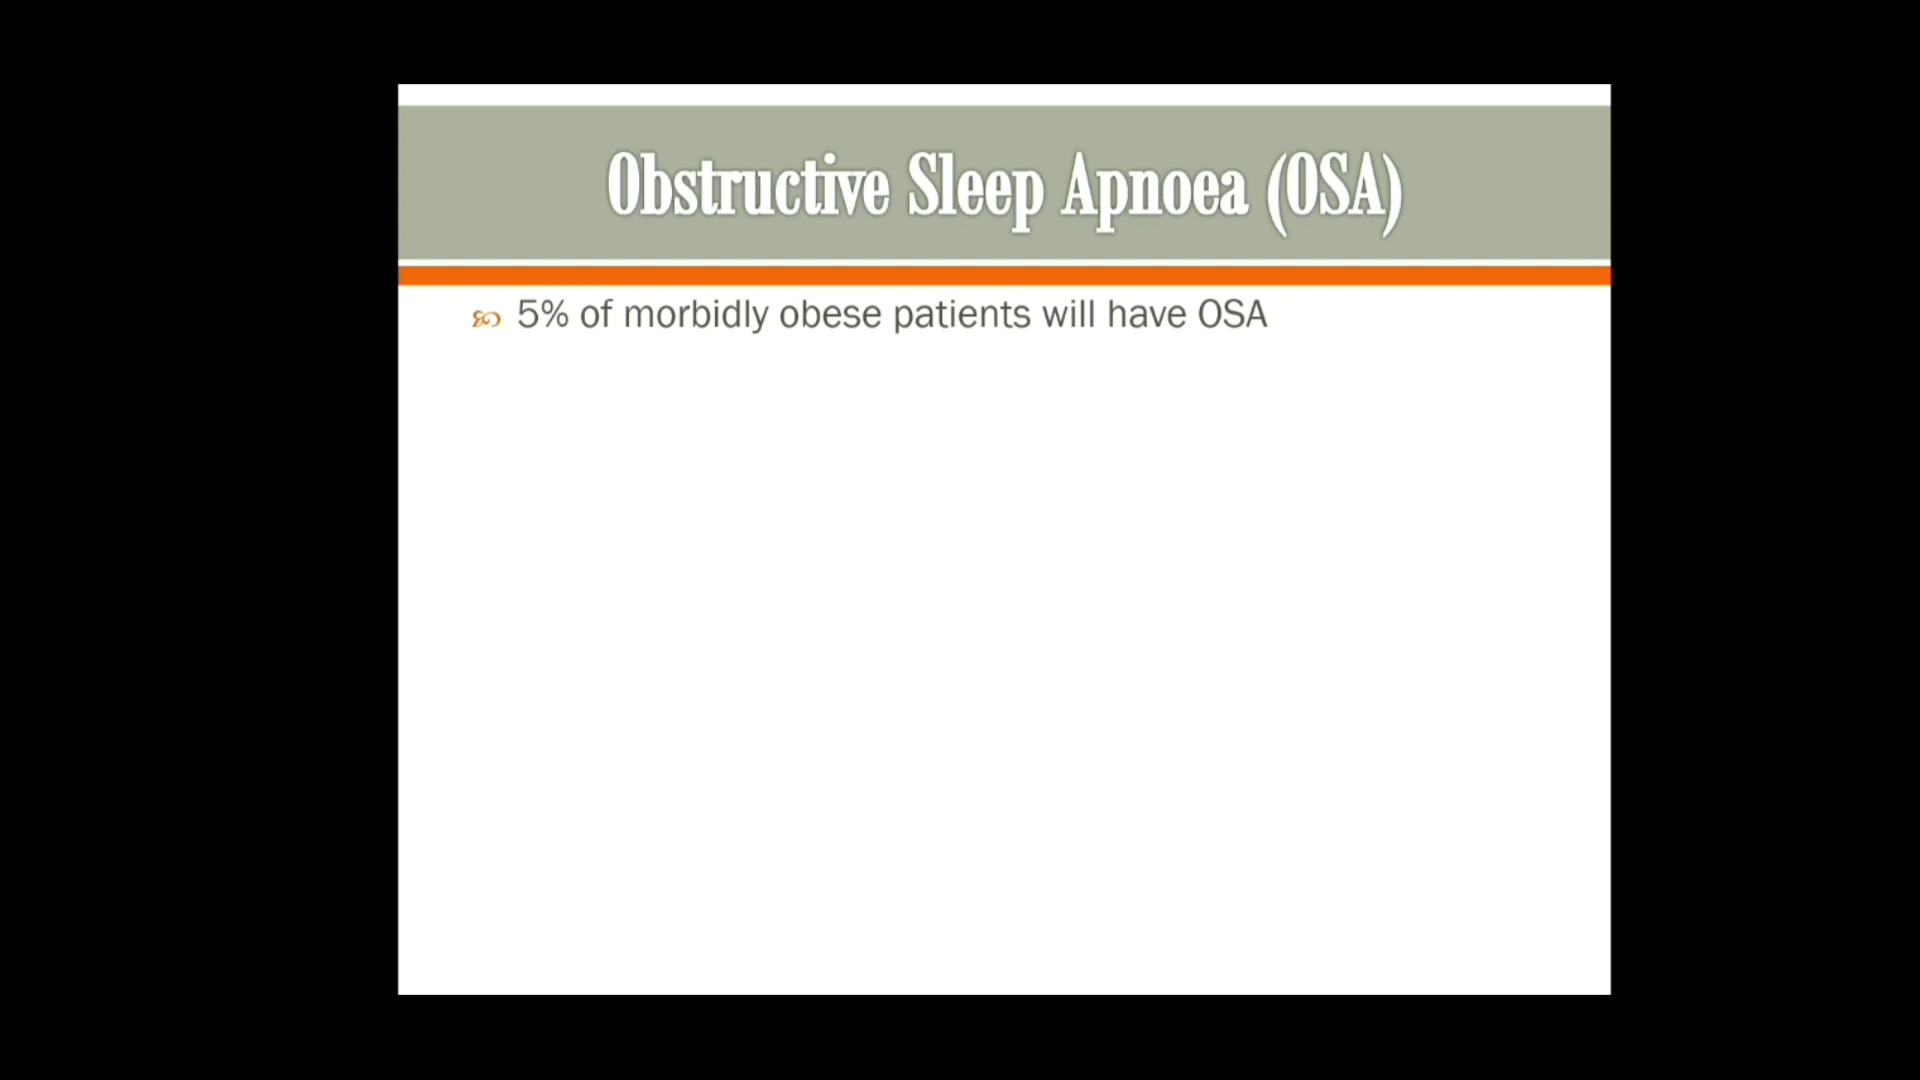 Obstructive Sleep Apnoea (OSA)
5% of morbidly obese patients will have OSA